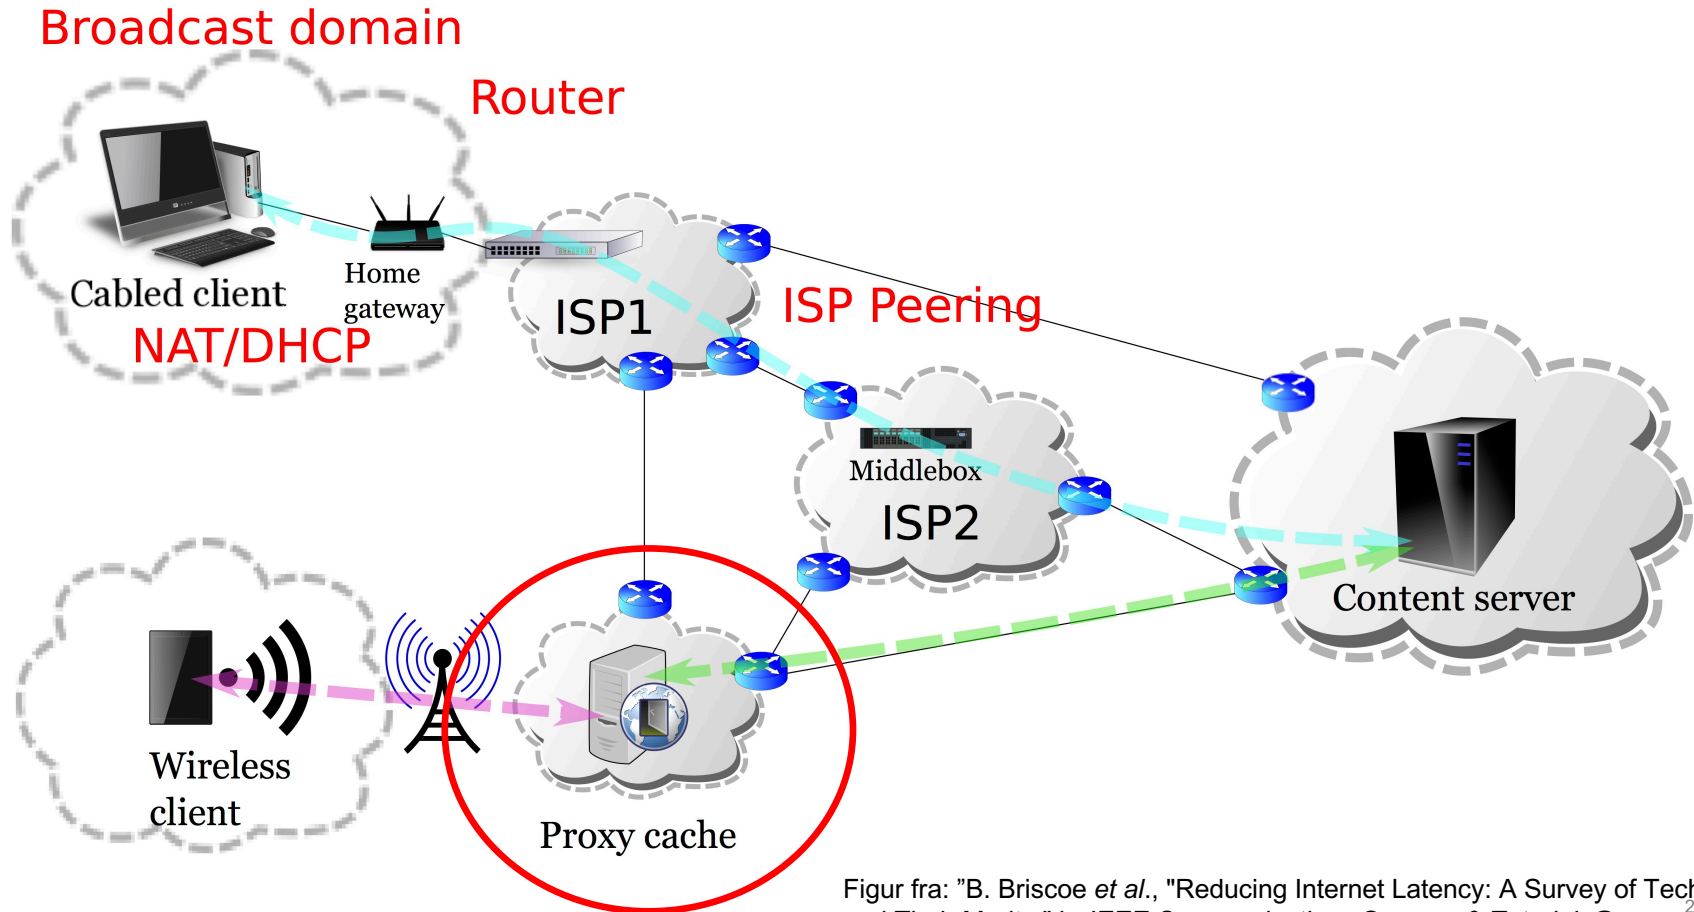 Broadcast domain
Router
Cabled client
Home
gateway
NAT/DHCP
ISP1
ISP Peering
Middlebox
ISP2
Content server
Wireless
client
Proxy cache
Figur fra: ”B. Briscoe et al., "Reducing Internet Latency: A Survey of
2